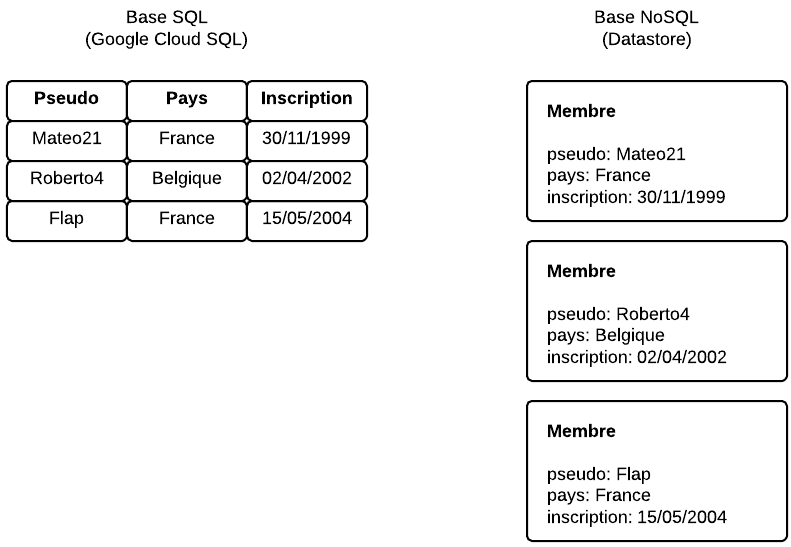 Base SQL
(Google Cloud SQL)
Pseudo Pays Inscription
Mateo21 France 30/11/1999
Roberto4 Belgique 02/04/2002
Flap France 15/05/2004
Base NoSQL
(Datastore)
Membre
pseudo: Mateo21
pays: France
inscription: 30/11/1999
Membre
pseudo: Roberto4
pays: Belgique
inscription: 02/04/2002
Membre
pseudo: Flap
pays: France
inscription: 15/05/2004